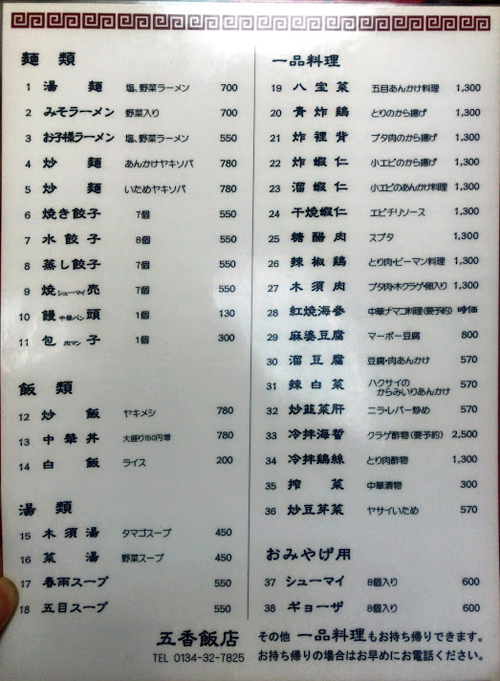 麺類
1 湯麺 塩、野菜ラーメン 700
2 みそラーメン 野菜入り 700
3 お子様ラーメン 塩、野菜ラーメン 550
4 炒麺 あんかけヤキソバ 780
5 炒麺 いためヤキソバ 780
6 焼き餃子 7個 550
7 水餃子 8個 550
8 蒸し餃子 7個 550
9 焼シューマイ売 7個 550
10 饅中華パン頭 1個 130
11 包肉マン子 1個 300
飯類
12 炒飯 ヤキメシ 780
13 中華丼 大盛り150円増 780
14 白飯 ライス 200
湯類
15 木須湯 タマゴスープ 450
16 菜湯 野菜スープ 450
17 春雨スープ 550
18 五目スープ 550
一品料理
19 八宝菜 五目あんかけ料理 1,300
20 青炸鶏 とりのから揚げ 1,300
21 炸裡背 ブタ肉のから揚げ 1,300
22 炸蝦仁 小エビのから揚げ 1,300
23 溜蝦仁 小エビのあんかけ料理 1,300
24 干焼蝦仁 エビチリソース 1,300
25 糖醋肉 スブタ 1,300
26 辣椒鶏 とり肉・ピーマン料理 1,300
27 木須肉 ブタ肉・木クラゲ・卵入り 1,300
28 紅焼海参 中華ナマコ料理(要予約) 時価
29 麻婆豆腐 マーボー豆腐 800
30 溜豆腐 豆腐・肉あんかけ 570
31 辣白菜 ハクサイの
からみいりあんかけ 570
32 炒韮菜肝 ニラ・レバー炒め 570
33 冷拌海蜇 クラゲ酢物(要予約) 2,500
34 冷拌鶏絲 とり肉酢物 1,300
35 搾菜 中華漬物 300
36 炒豆芽菜 ヤサイいため 570
おみやげ用
37 シューマイ 8個入り 600
38 ギョーザ 8個入り 600
五香飯店
TEL 0134-32-7825
その他 一品料理もお持ち帰りできます。
お持ち帰りの場合はお早めにお電話ください。